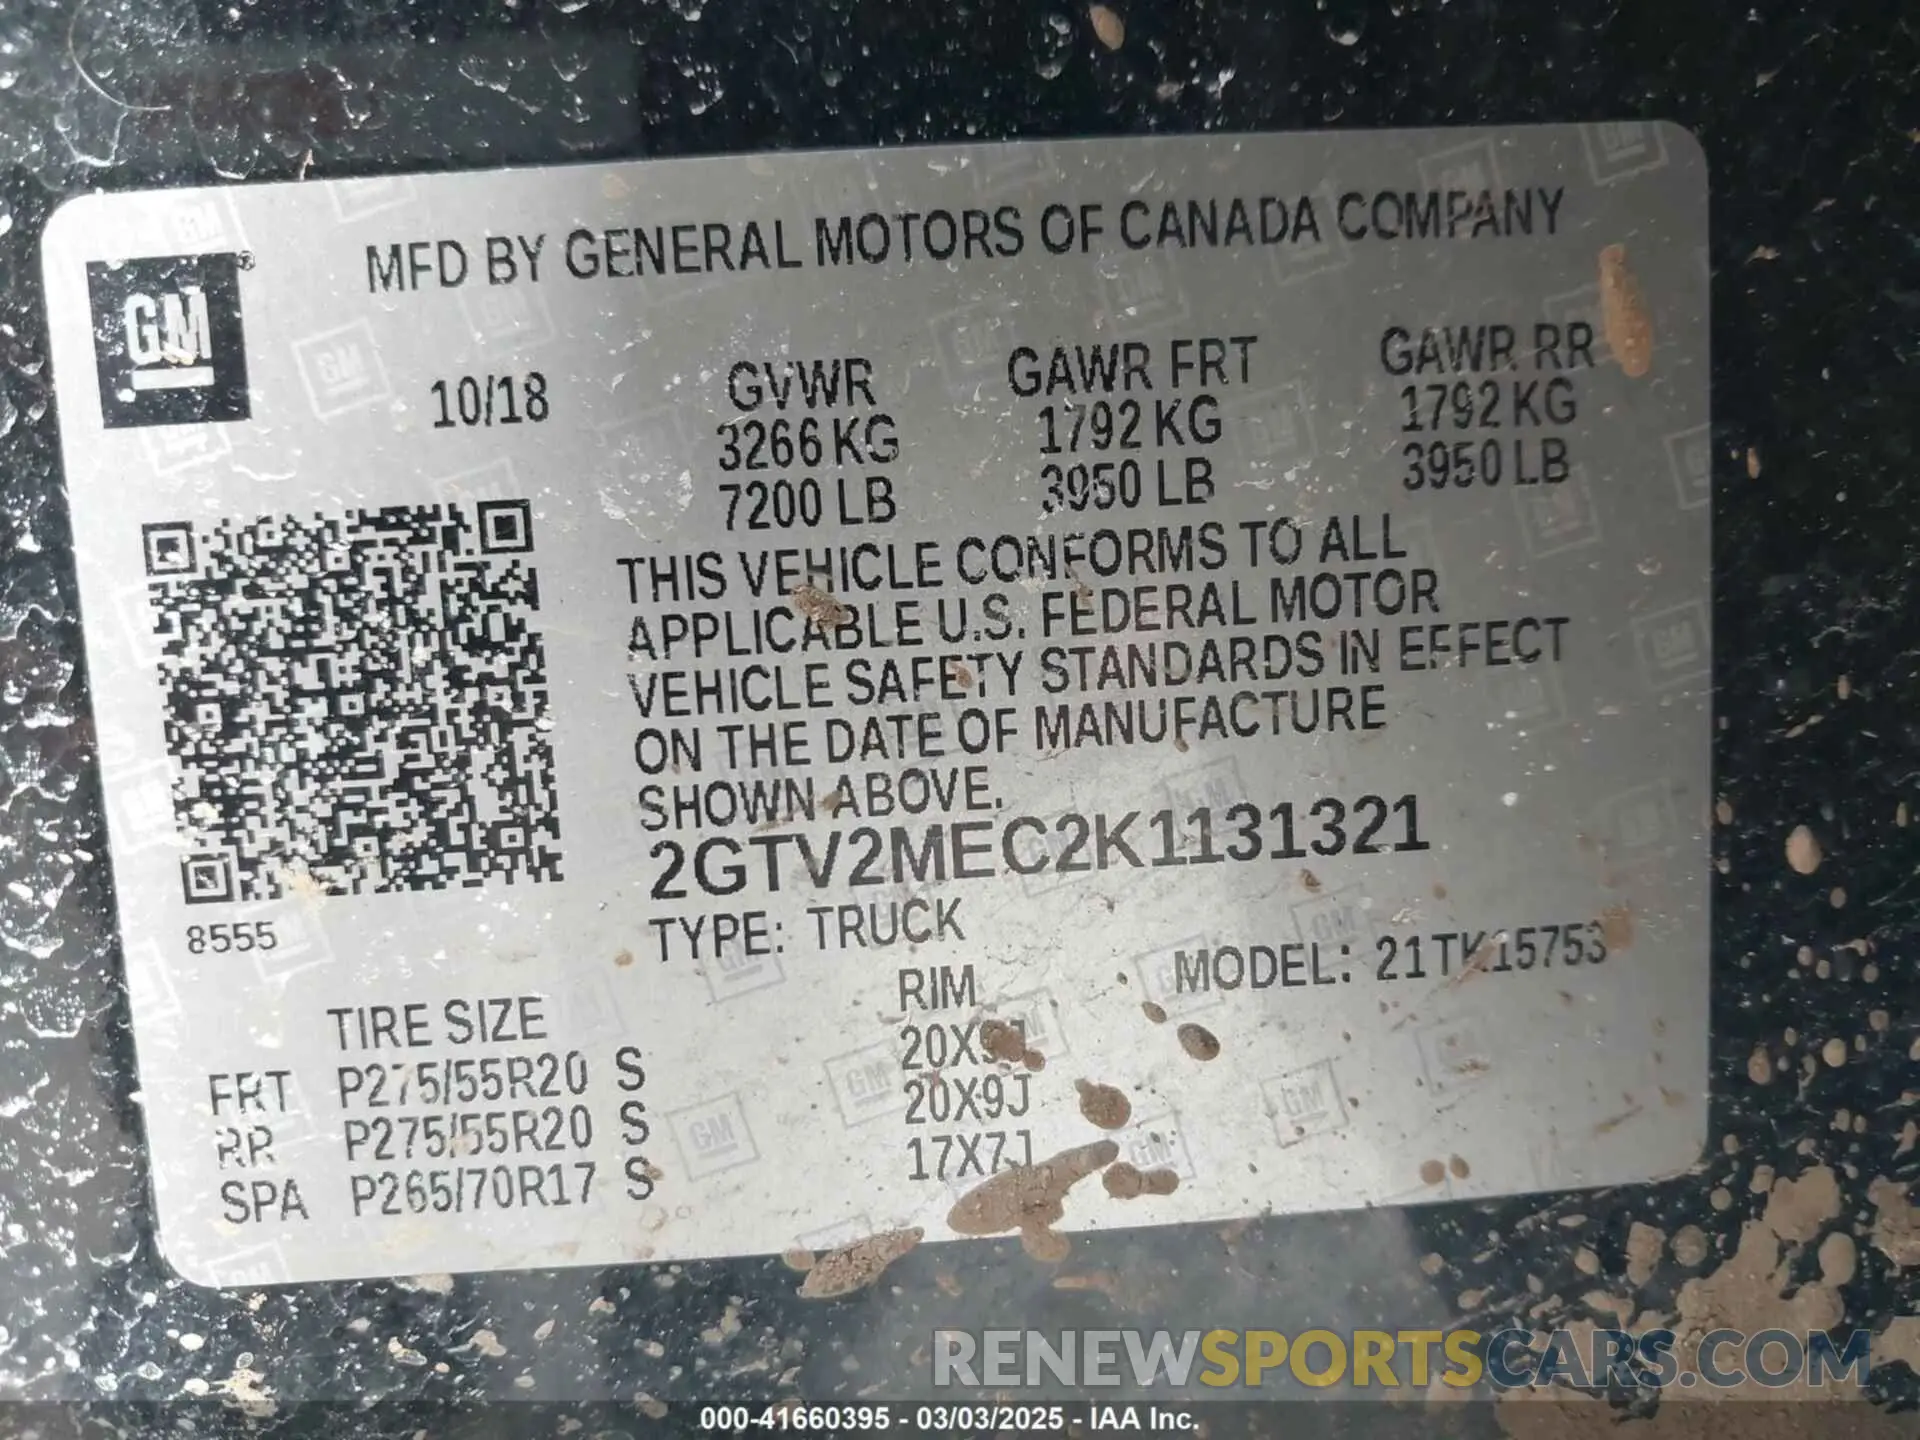 MFD BY GENERAL MOTORS OF CANADA COMPANY
GM ®
10/18
GVWR GAWR FRT GAWR RR
3266 KG 1792 KG 1792 KG
7200 LB 3950 LB 3950 LB
THIS VEHICLE CONFORMS TO ALL
APPLICABLE U.S. FEDERAL MOTOR
VEHICLE SAFETY STANDARDS IN EFFECT
ON THE DATE OF MANUFACTURE
SHOWN ABOVE.
2GTV2MEC2K1131321
8555
TYPE: TRUCK
MODEL: 21TK15753
TIRE SIZE RIM
FRT P275/55R20 S 20X9J
RR P275/55R20 S 20X9J
SPA P265/70R17 S 17X7J
RENEWSPORTSCARS.COM
000-41660395 - 03/03/2025 - IAA Inc.